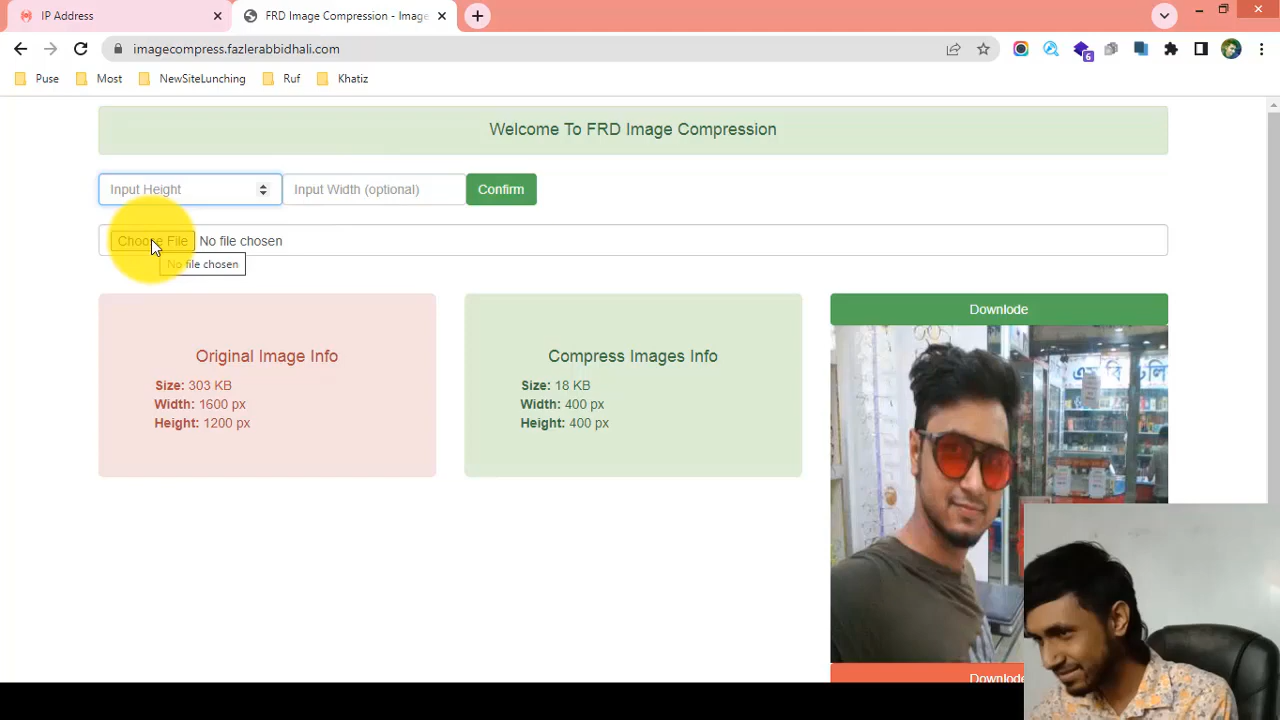 IP Address
FRD Image Compression - Image
imagecompress.fazlerabbidhali.com
6
Puse
Most
NewSiteLunching
Ruf
Khatiz
Welcome To FRD Image Compression
Input Height
Input Width (optional)
Confirm
Choose File No file chosen
No file chosen
Original Image Info
Size: 303 KB
Width: 1600 px
Height: 1200 px
Compress Images Info
Size: 18 KB
Width: 400 px
Height: 400 px
Downlode
এম বি
Downlode